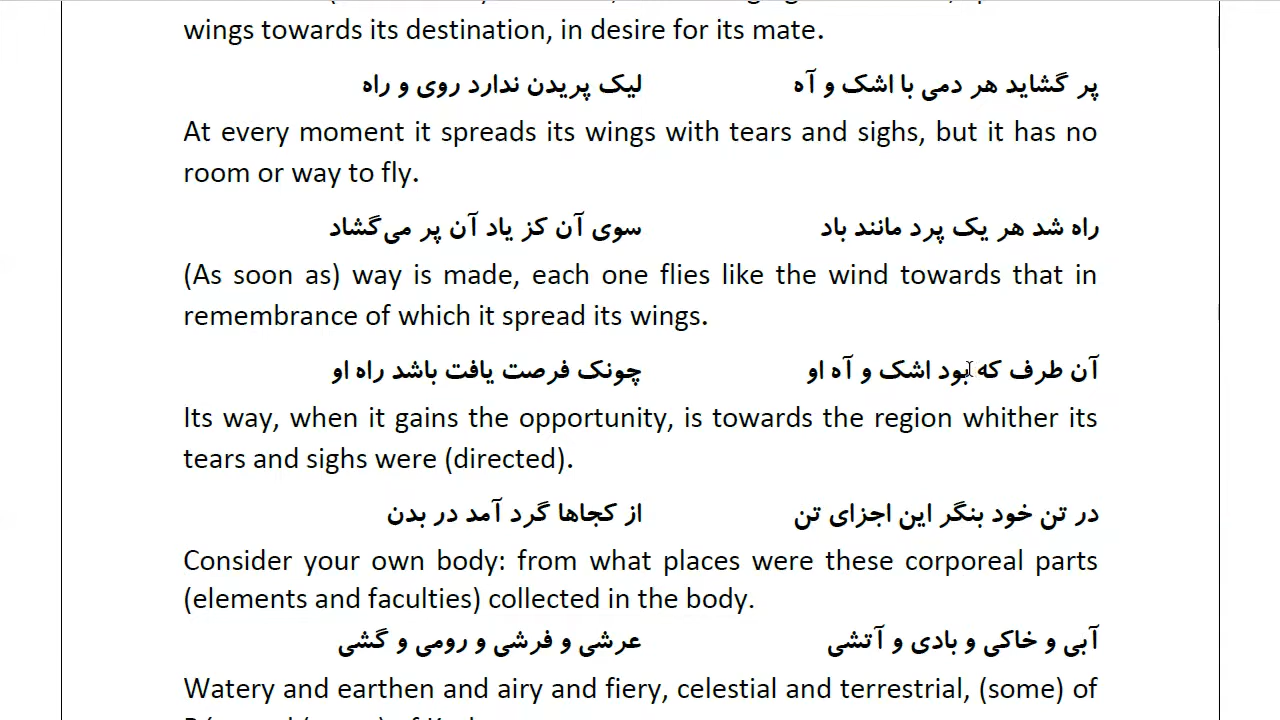 wings towards its destination, in desire for its mate.
پر گشاید هر دمی با اشک و آه لیک پریدن ندارد روی و راه
At every moment it spreads its wings with tears and sighs, but it has no
room or way to fly.
راه شد هر یک پرد مانند باد سوی آن کز یاد آن پر می‌گشاد
(As soon as) way is made, each one flies like the wind towards that in
remembrance of which it spread its wings.
آن طرف که بود اشک و آه او چونک فرصت یافت باشد راه او
Its way, when it gains the opportunity, is towards the region whither its
tears and sighs were (directed).
در تن خود بنگر این اجزای تن از کجاها گرد آمد در بدن
Consider your own body: from what places were these corporeal parts
(elements and faculties) collected in the body.
آبی و خاکی و بادی و آتشی عرشی و فرشی و رومی و گشی
Watery and earthen and airy and fiery, celestial and terrestrial, (some) of